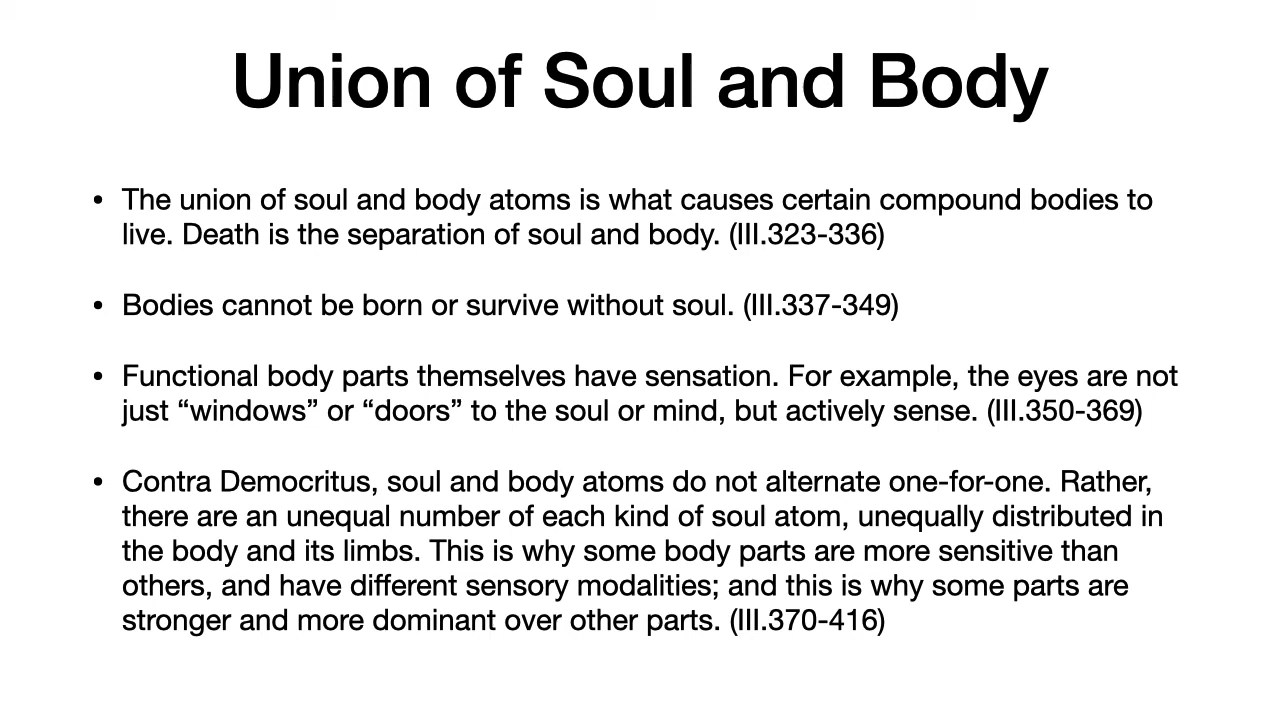 Union of Soul and Body
• The union of soul and body atoms is what causes certain compound bodies to
live. Death is the separation of soul and body. (III.323-336)
• Bodies cannot be born or survive without soul. (III.337-349)
• Functional body parts themselves have sensation. For example, the eyes are not
just “windows” or “doors” to the soul or mind, but actively sense. (III.350-369)
• Contra Democritus, soul and body atoms do not alternate one-for-one. Rather,
there are an unequal number of each kind of soul atom, unequally distributed in
the body and its limbs. This is why some body parts are more sensitive than
others, and have different sensory modalities; and this is why some parts are
stronger and more dominant over other parts. (III.370-416)